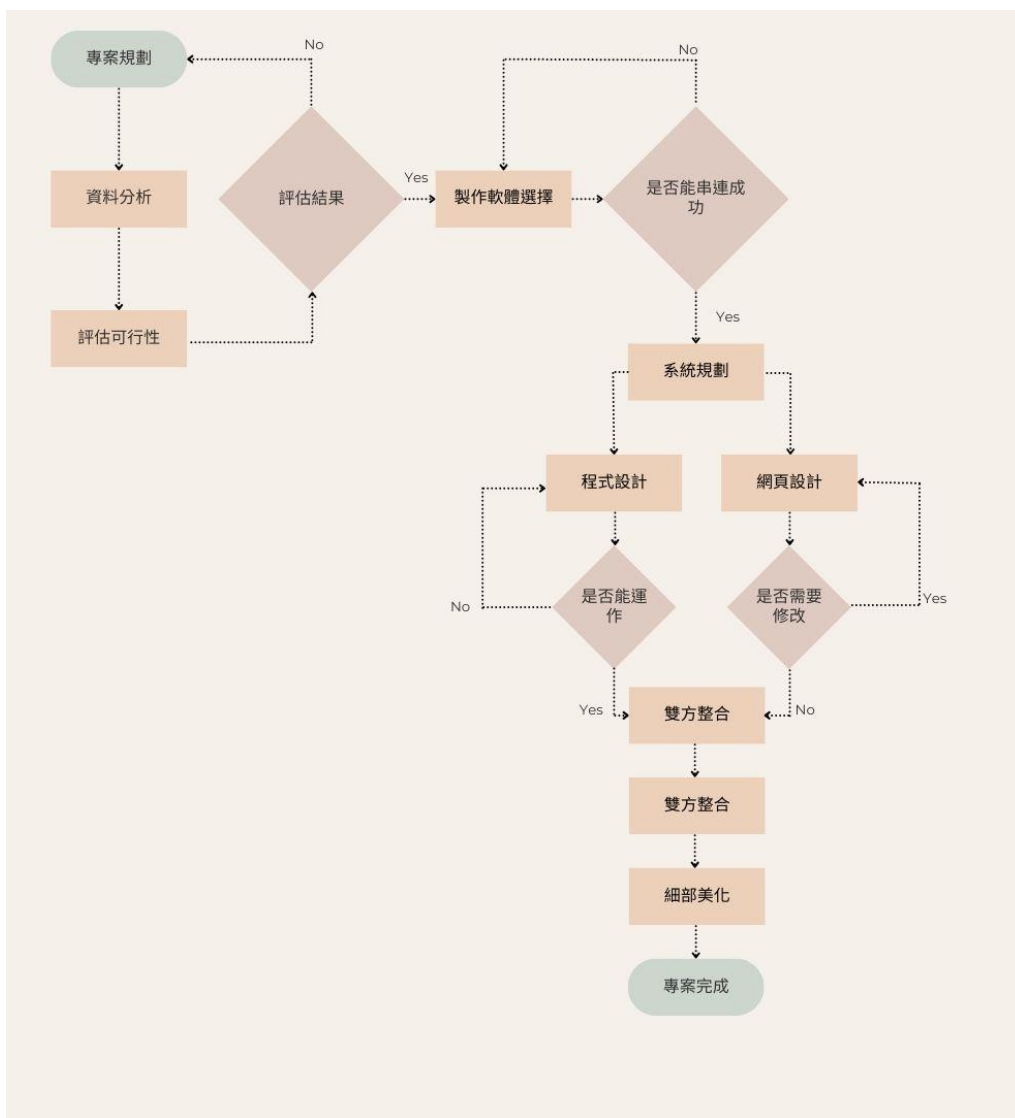 專案規劃
No
資料分析
評估可行性
評估結果
Yes
製作軟體選擇
No
是否能串連成
功
Yes
系統規劃
程式設計
網頁設計
是否能運
作
No
是否需要
修改
Yes
Yes
雙方整合
No
雙方整合
細部美化
專案完成